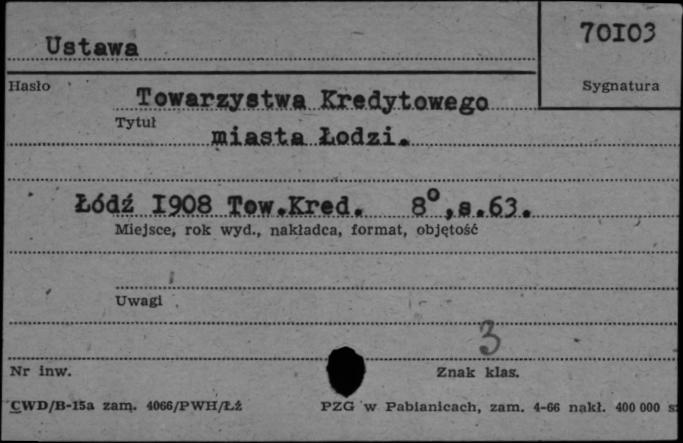 Ustawa
70I03
Hasło
Sygnatura
Towarzystwa Kredytowego
Tytuł
miasta Łodzi.
Łódź I908 Tow.Kred. 8°,s.63.
Miejsce, rok wyd., nakładca, format, objętość
Uwagi
3
Nr inw.
Znak klas.
CWD/B-15a zam. 4066/PWH/Łź
PZG w Pabianicach, zam. 4-66 nakł. 400 000